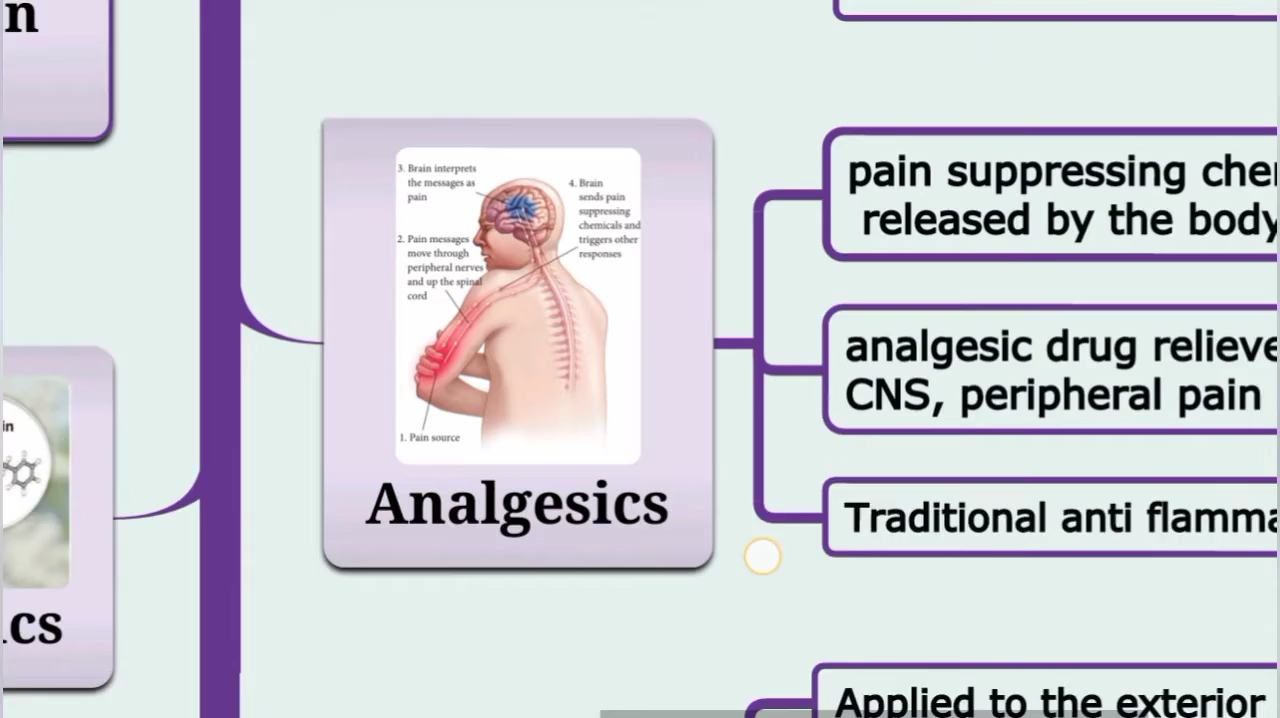 n
in
cs
3. Brain interprets
the messages as
pain
4. Brain
sends pain
suppressing
chemicals and
triggers other
responses
2. Pain messages
move through
peripheral nerves
and up the spinal
cord
1. Pain source
Analgesics
pain suppressing che
released by the body
analgesic drug relieve
CNS, peripheral pain
Traditional anti flamma
Applied to the exterior